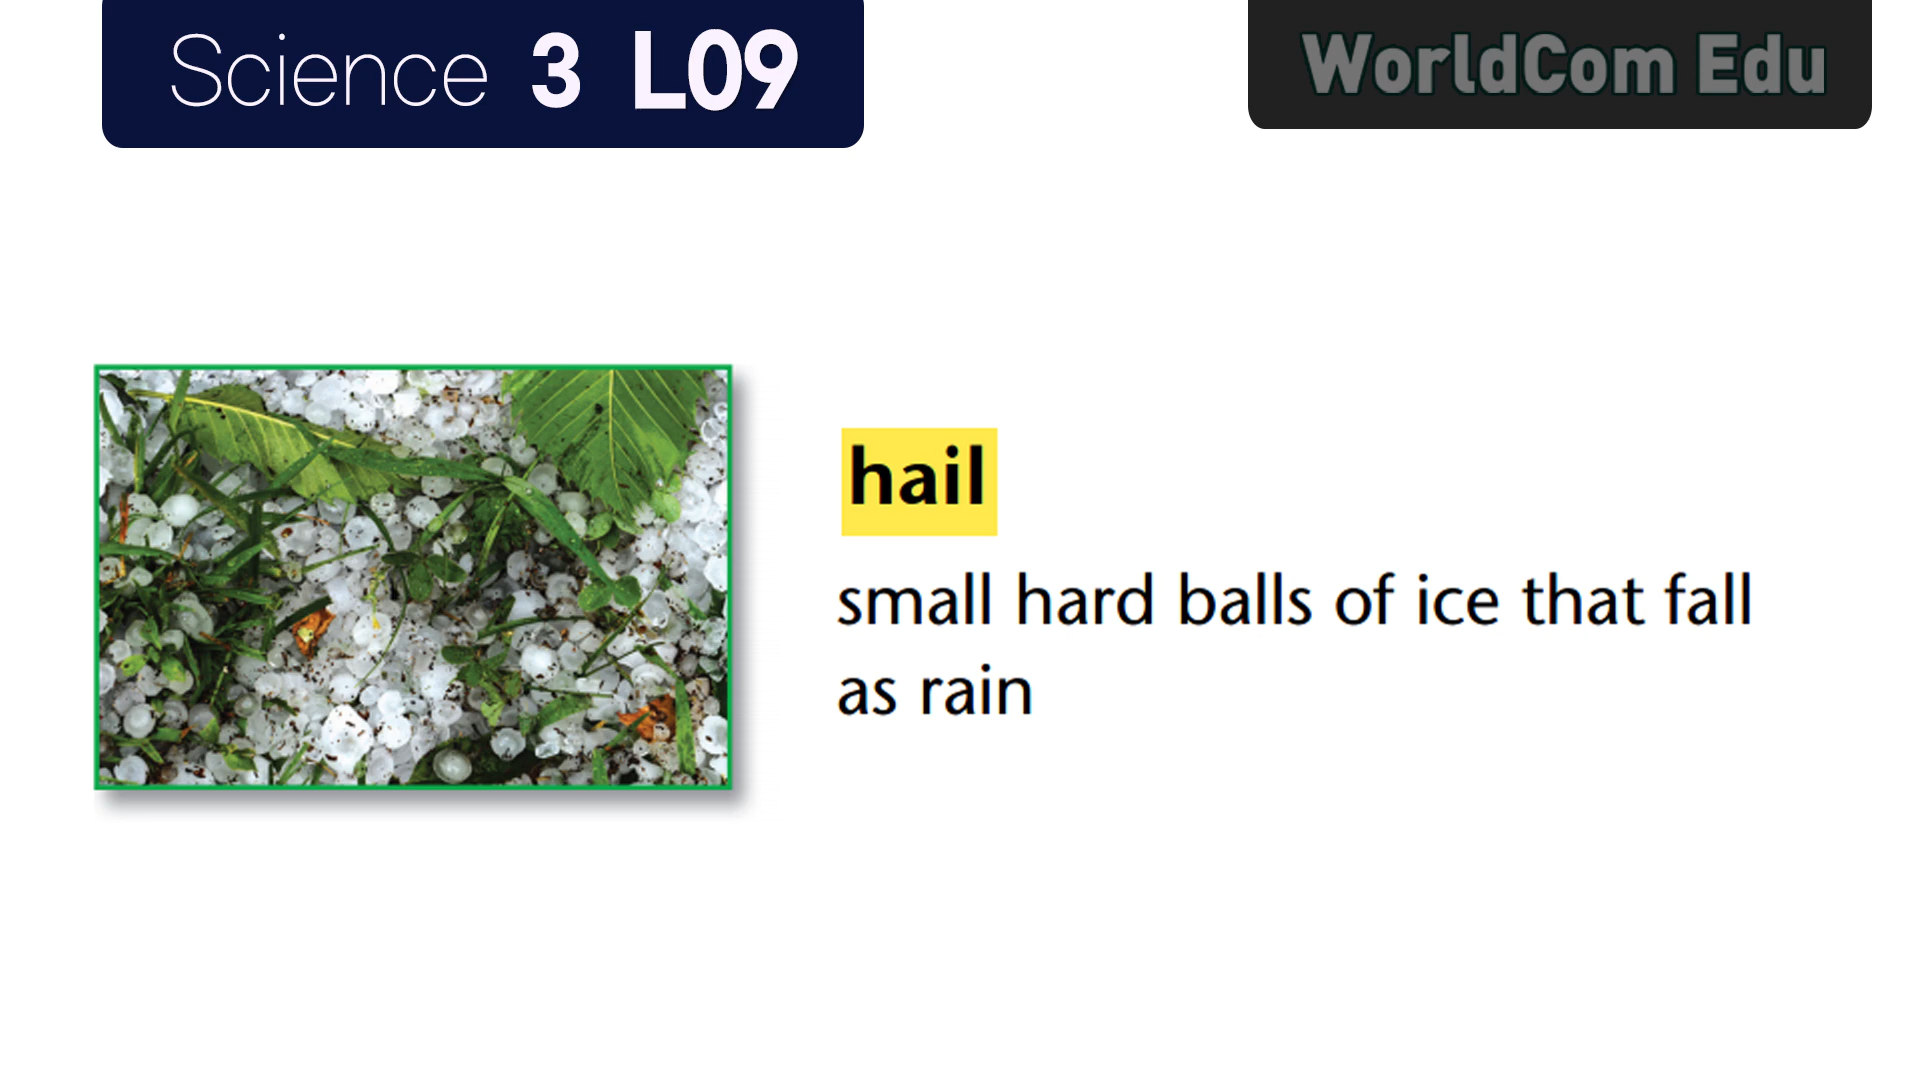 Science 3 L09
WorldCom Edu
hail
small hard balls of ice that fall
as rain